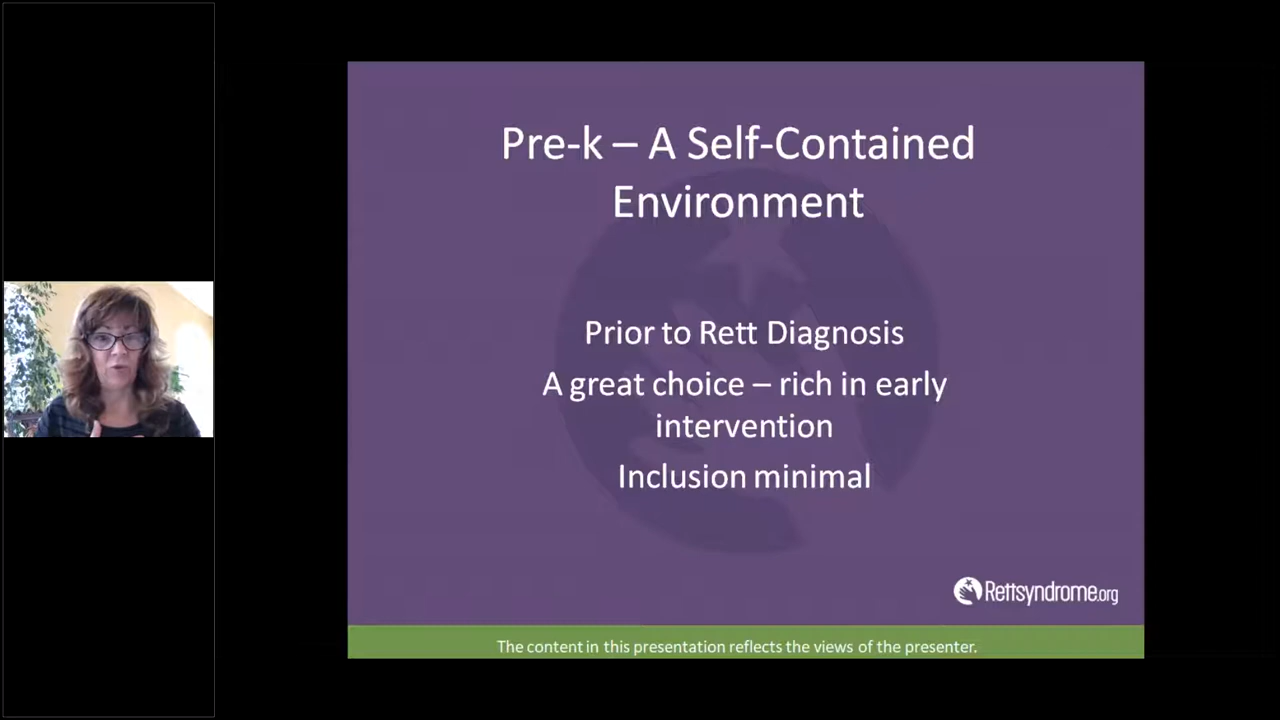 Pre-k – A Self-Contained
Environment
Prior to Rett Diagnosis
A great choice – rich in early
intervention
Inclusion minimal
Rettsyndrome.org
The content in this presentation reflects the views of the presenter.